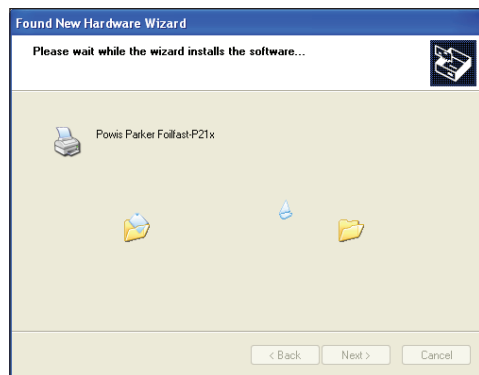 Found New Hardware Wizard
Please wait while the wizard installs the software...
Powis Parker Foilfast-P21x
< Back
Next >
Cancel